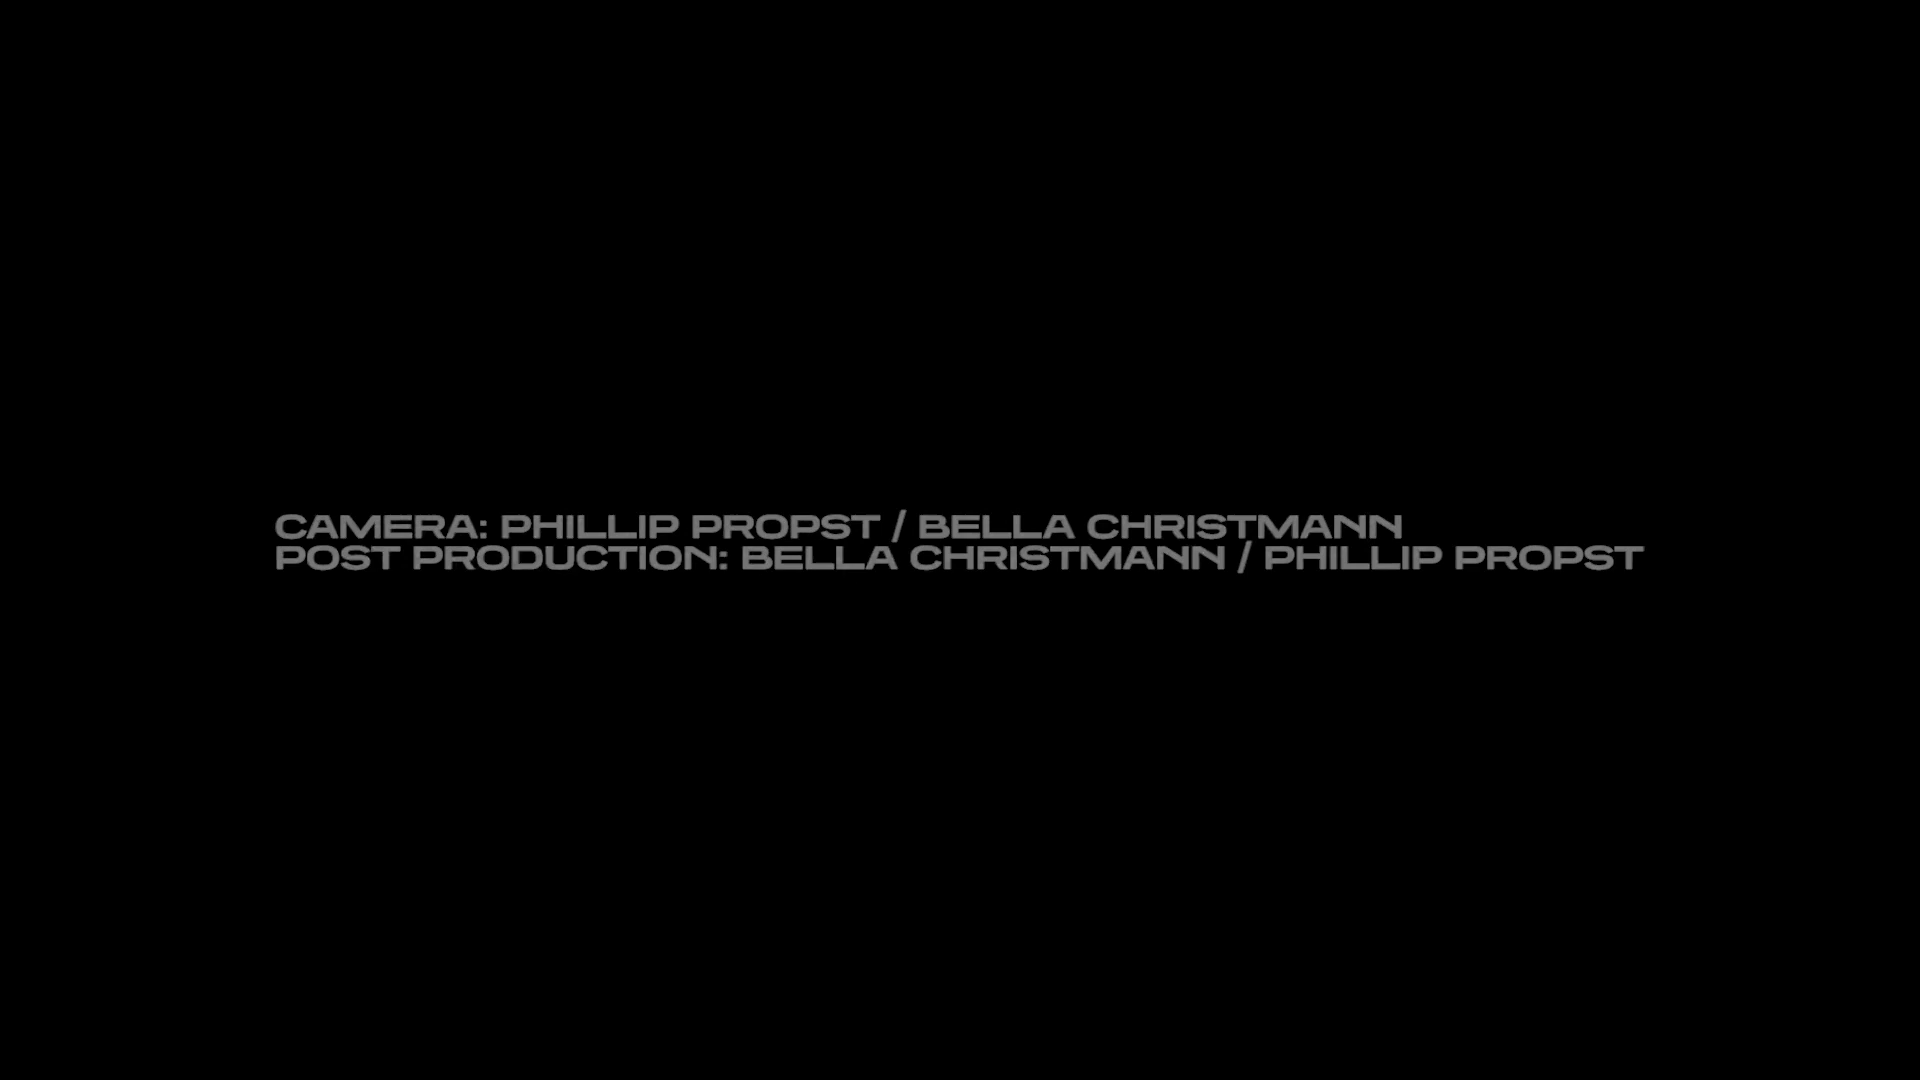 CAMERA: PHILLIP PROPST / BELLA CHRISTMANN
POST PRODUCTION: BELLA CHRISTMANN / PHILLIP PROPST